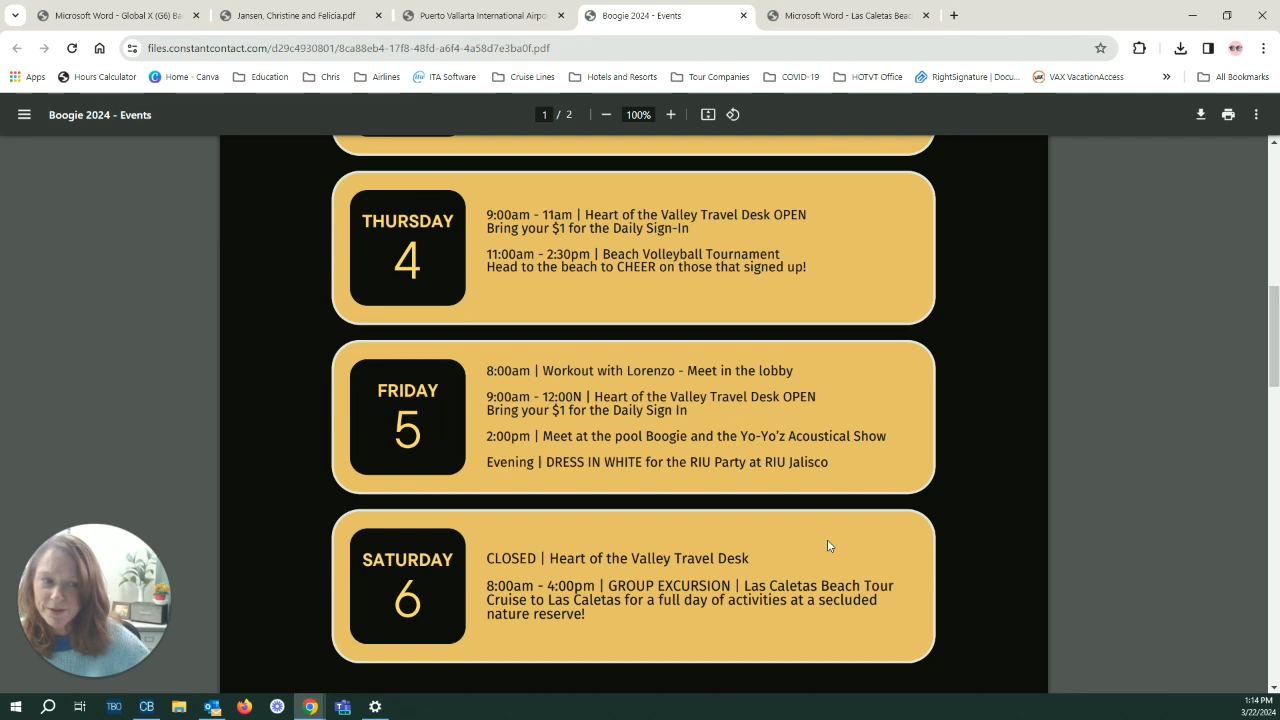 Microsoft Word - Global X (G6) Ba
Jansen, Christine and Felicia.pdf
Puerto Vallarta International Airpo
Boogie 2024 - Events
Microsoft Word - Las Caletas Beac
files.constantcontact.com/d29c4930801/8ca88eb4-17f8-48fd-a6f4-4a58d7e3ba0f.pdf
Apps
Hours Calculator
Home - Canva
Education
Chris
Airlines
ITA Software
Cruise Lines
Hotels and Resorts
Tour Companies
COVID-19
HOTVT Office
RightSignature | Docu...
VAX VacationAccess
All Bookmarks
Boogie 2024 - Events
1 / 2
100%
THURSDAY
4
9:00am - 11am | Heart of the Valley Travel Desk OPEN
Bring your $1 for the Daily Sign-In
11:00am - 2:30pm | Beach Volleyball Tournament
Head to the beach to CHEER on those that signed up!
FRIDAY
5
8:00am | Workout with Lorenzo - Meet in the lobby
9:00am - 12:00N | Heart of the Valley Travel Desk OPEN
Bring your $1 for the Daily Sign In
2:00pm | Meet at the pool Boogie and the Yo-Yo'z Acoustical Show
Evening | DRESS IN WHITE for the RIU Party at RIU Jalisco
SATURDAY
6
CLOSED | Heart of the Valley Travel Desk
8:00am - 4:00pm | GROUP EXCURSION | Las Caletas Beach Tour
Cruise to Las Caletas for a full day of activities at a secluded
nature reserve!
TBO
CB
1:14 PM
3/22/2024